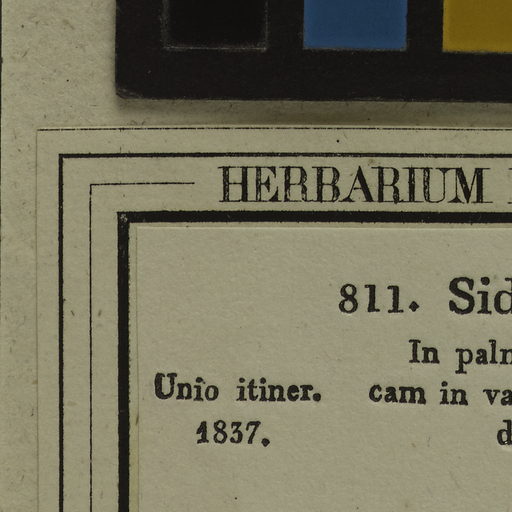 HERBARIUM
811. Sid
In paln
Unio itiner. cam in va
1837. d